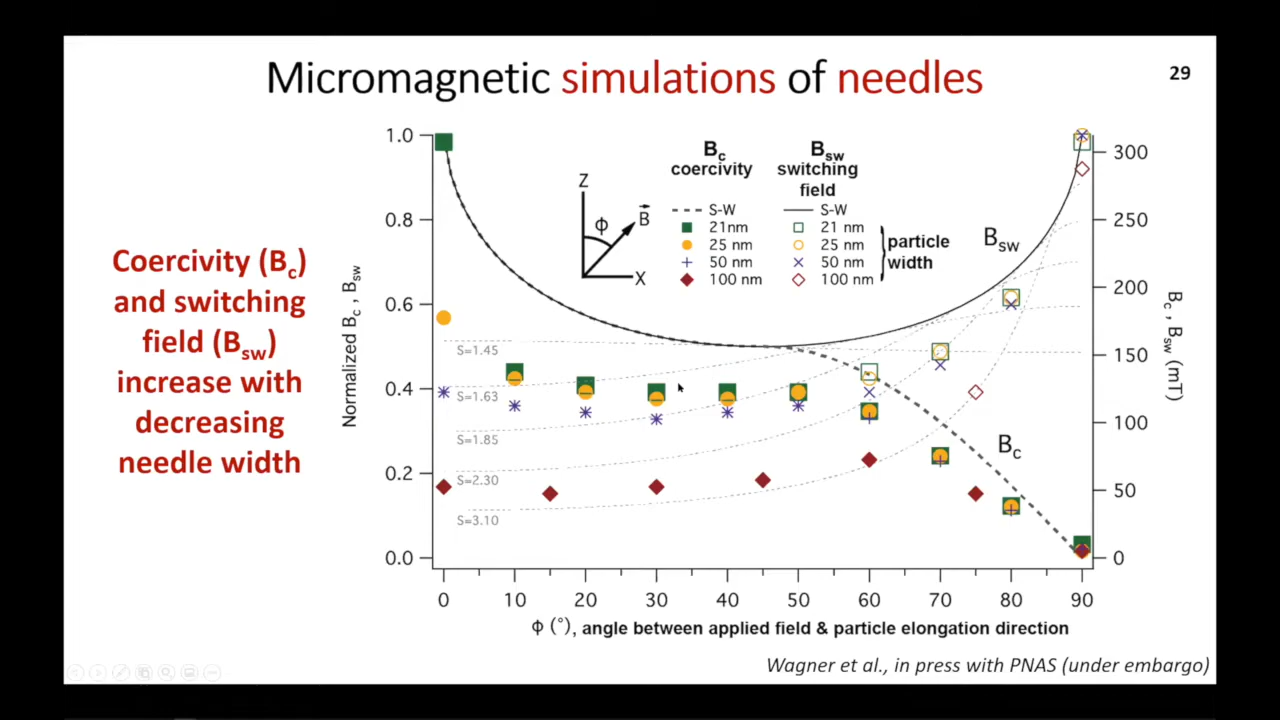 Micromagnetic simulations of needles
29
Coercivity (Bc)
and switching
field (Bsw)
increase with
decreasing
needle width
Normalized Bc , Bsw
1.0
0.8
0.6
0.4
0.2
0.0
Z
ϕ
B
X
Bc
coercivity
Bsw
switching
field
S-W
S-W
21nm
21 nm
25 nm
25 nm
50 nm
50 nm
100 nm
100 nm
particle
width
Bsw
Bc
S=1.45
S=1.63
S=1.85
S=2.30
S=3.10
300
250
200
150
100
50
0
Bc , Bsw (mT)
0 10 20 30 40 50 60 70 80 90
Φ (°), angle between applied field & particle elongation direction
Wagner et al., in press with PNAS (under embargo)